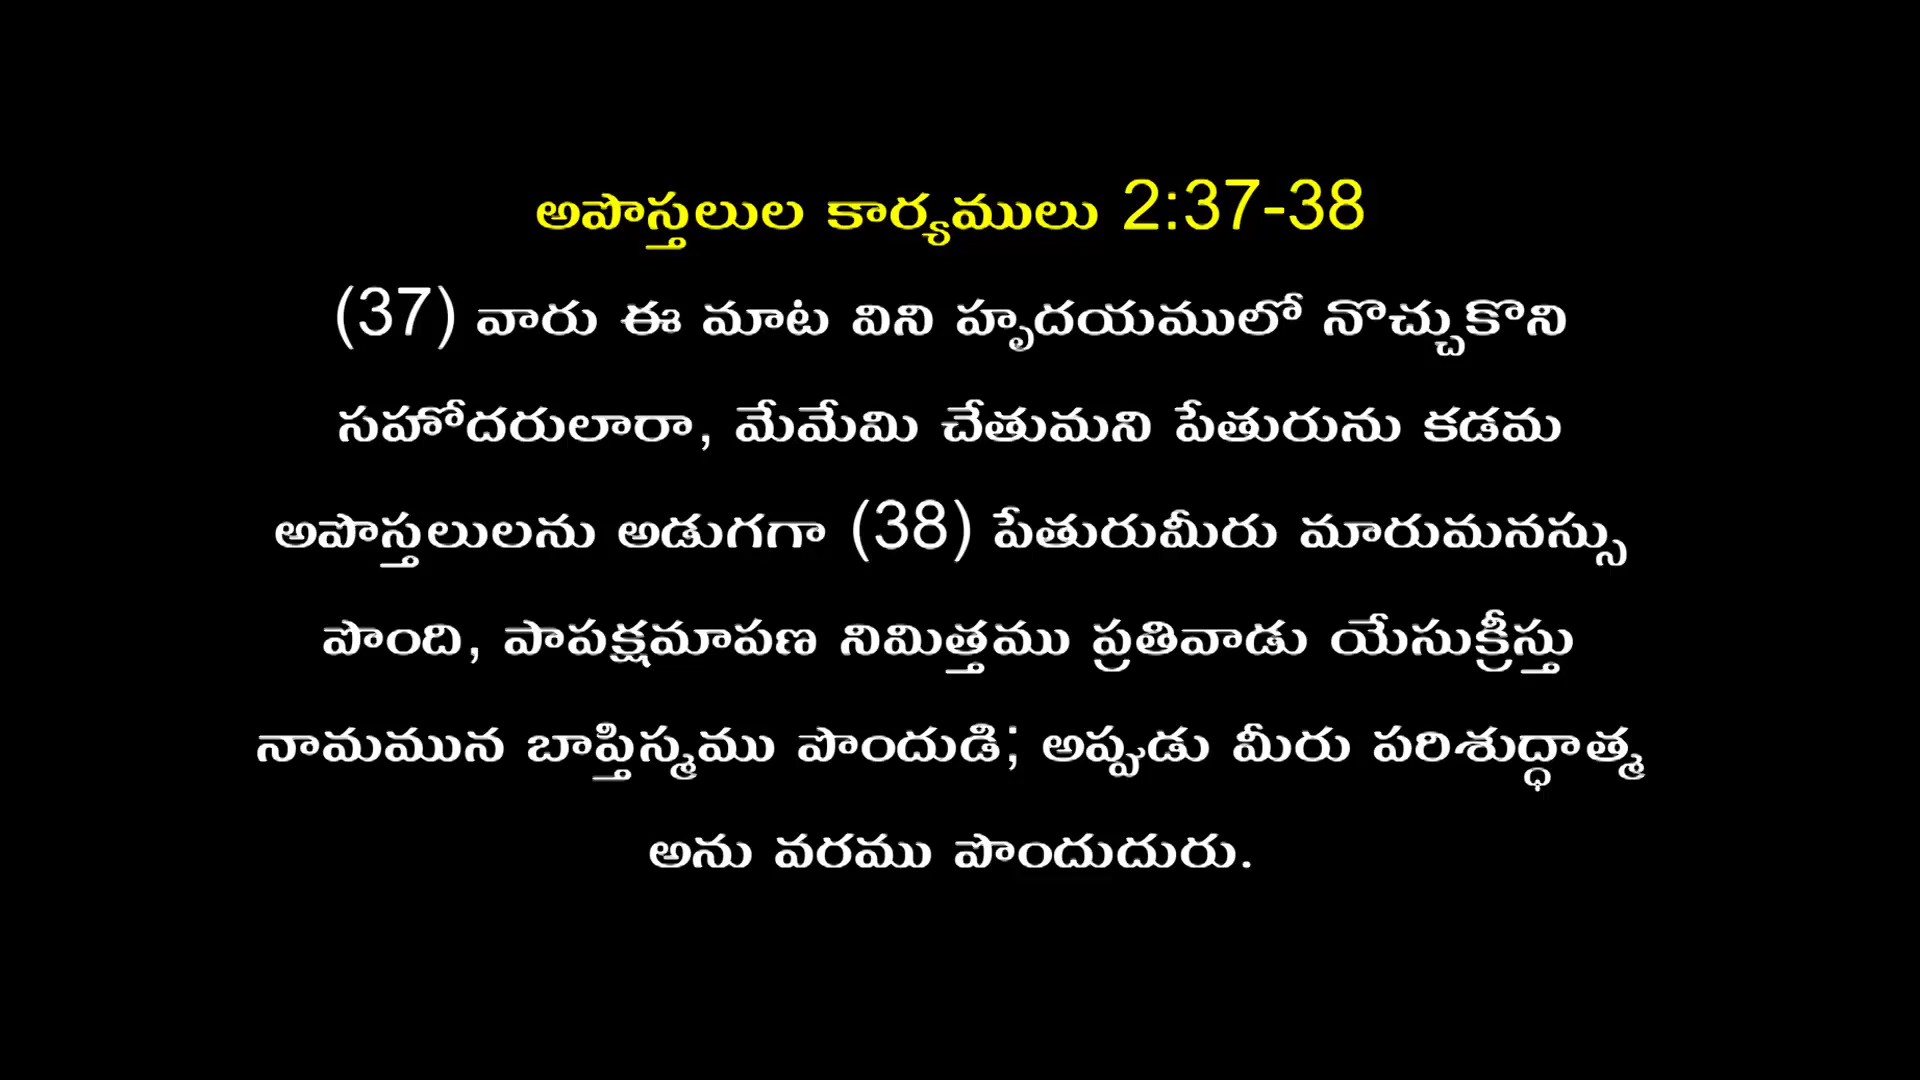 అపొస్తలుల కార్యములు 2:37-38
(37) వారు ఈ మాట విని హృదయములో నొచ్చుకొని
సహోదరులారా, మేమేమి చేతుమని పేతురును కడమ
అపొస్తలులను అడుగగా (38) పేతురుమీరు మారుమనస్సు
పొంది, పాపక్షమాపణ నిమిత్తము ప్రతివాడు యేసుక్రీస్తు
నామమున బాప్తిస్మము పొందుడి; అప్పుడు మీరు పరిశుద్ధాత్మ
అను వరము పొందుదురు.